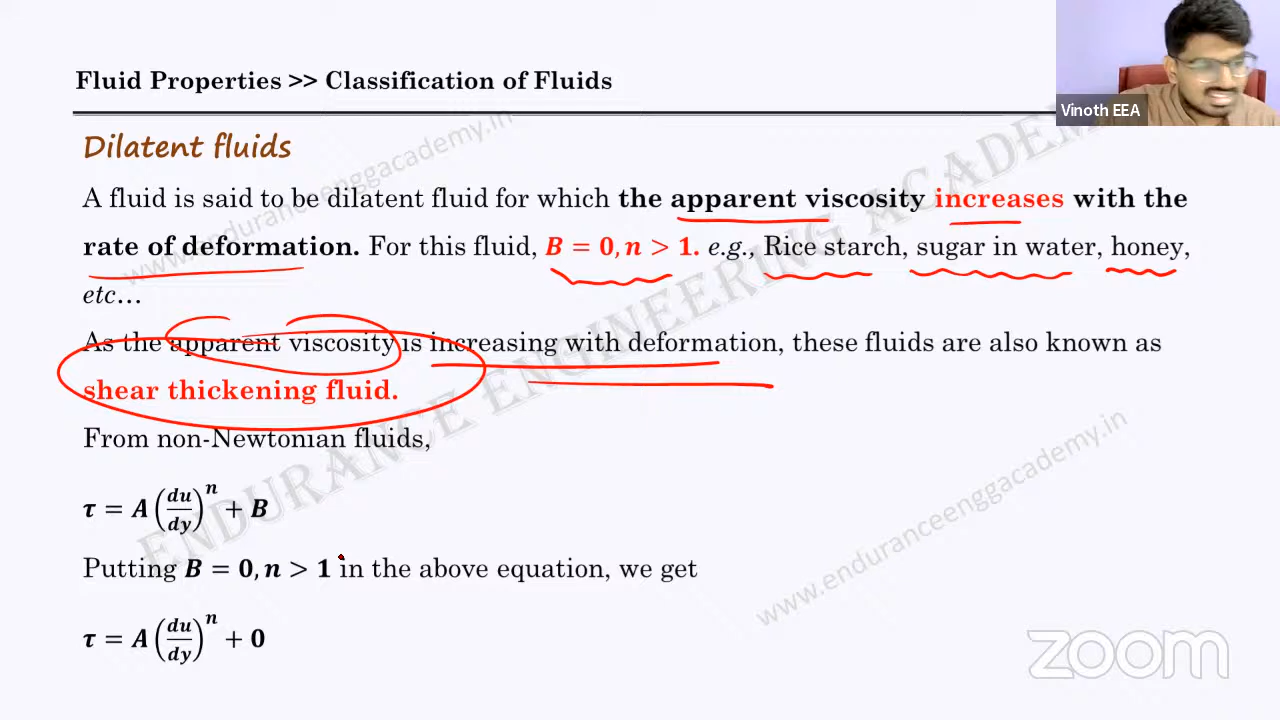 Fluid Properties >> Classification of Fluids
Vinoth EEA
Dilatent fluids
A fluid is said to be dilatent fluid for which the apparent viscosity increases with the
rate of deformation. For this fluid, B = 0, n > 1. e.g., Rice starch, sugar in water, honey,
etc…
As the apparent viscosity is increasing with deformation, these fluids are also known as
shear thickening fluid.
From non-Newtonian fluids,
τ = A (du/dy)^n + B
Putting B = 0, n > 1 in the above equation, we get
τ = A (du/dy)^n + 0
www.enduranceenggacademy.in
ENDURANCE ENGINEERING ACADEMY
www.enduranceenggacademy.in
zoom